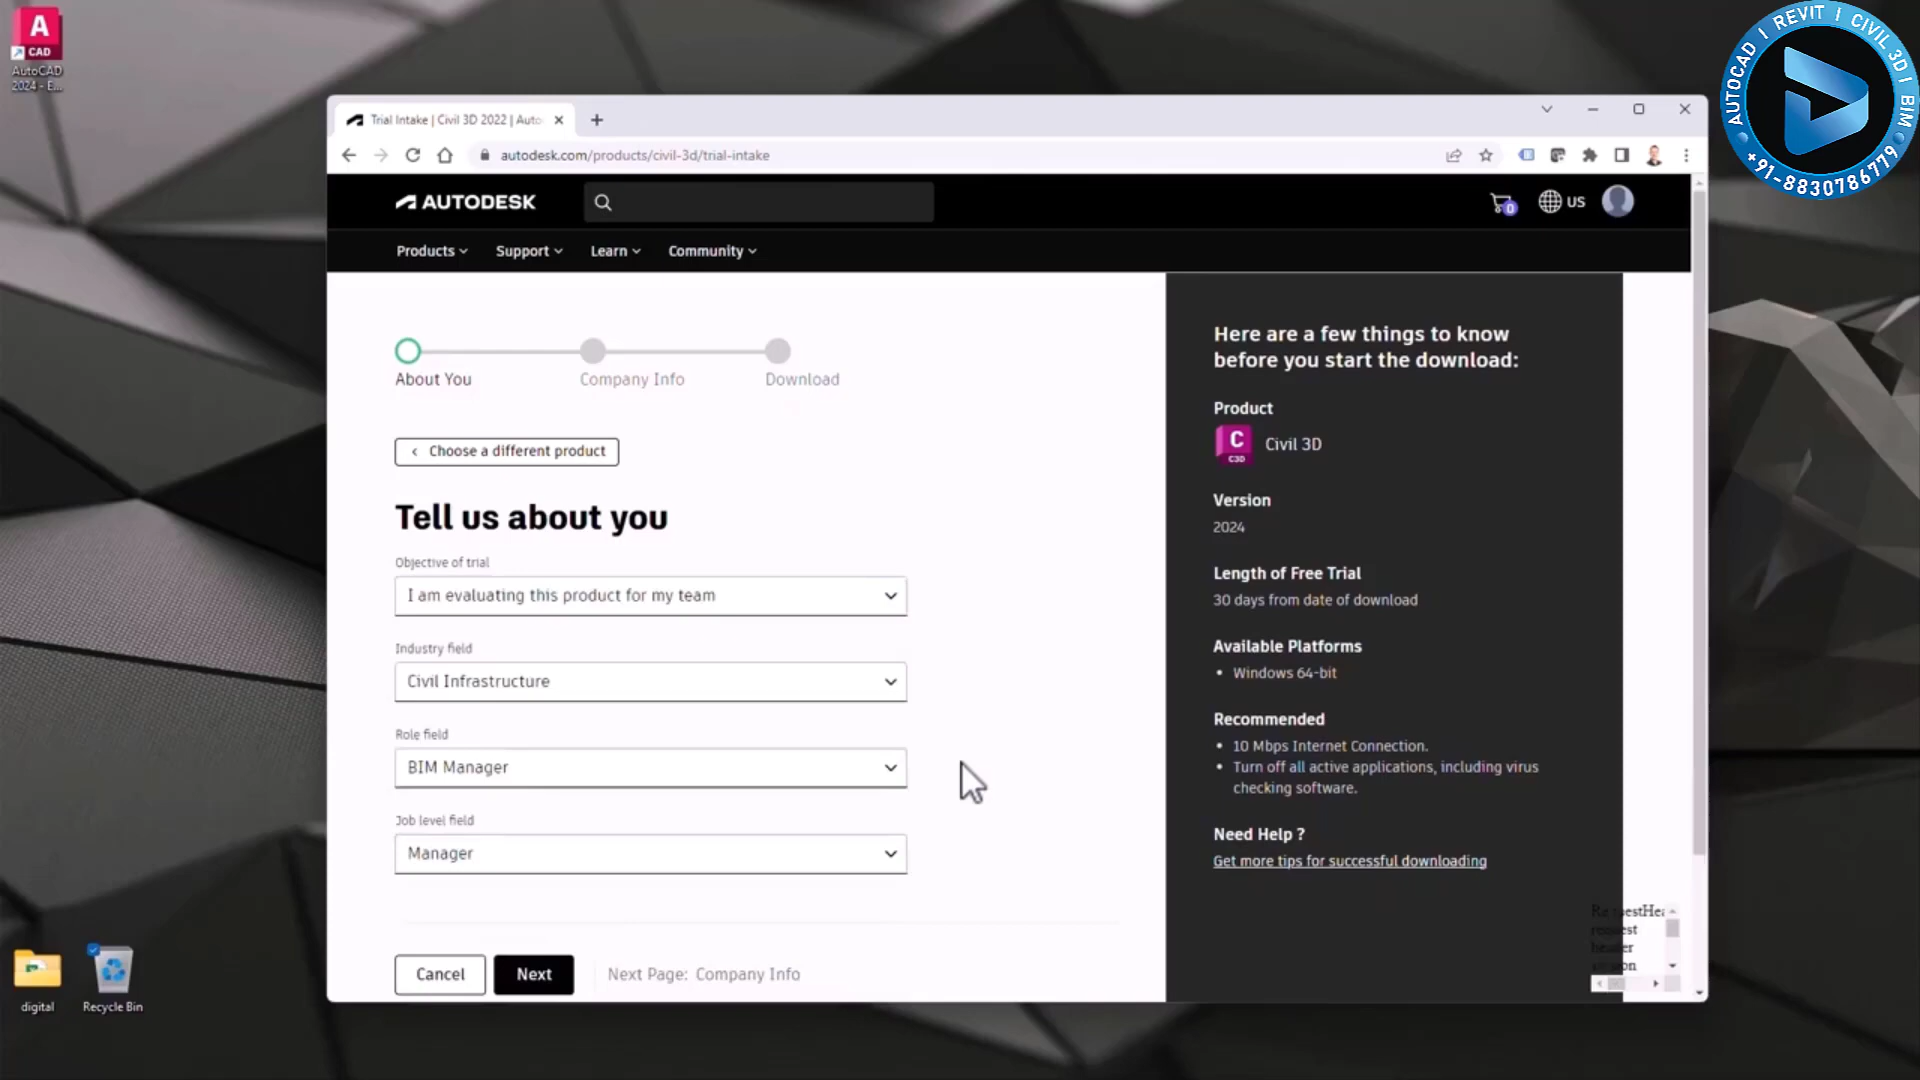 A
CAD
AutoCAD
2024 - E...
AUTOCAD | REVIT | CIVIL 3D | BIM
+91-8830786779
Trial Intake | Civil 3D 2022 | Auto
autodesk.com/products/civil-3d/trial-intake
AUTODESK
0
US
Products
Support
Learn
Community
About You
Company Info
Download
Choose a different product
Tell us about you
Objective of trial
I am evaluating this product for my team
Industry field
Civil Infrastructure
Role field
BIM Manager
Job level field
Manager
Cancel
Next
Next Page: Company Info
Here are a few things to know
before you start the download:
Product
C
C3D
Civil 3D
Version
2024
Length of Free Trial
30 days from date of download
Available Platforms
• Windows 64-bit
Recommended
• 10 Mbps Internet Connection.
• Turn off all active applications, including virus
checking software.
Need Help ?
Get more tips for successful downloading
request
header
digital
Recycle Bin